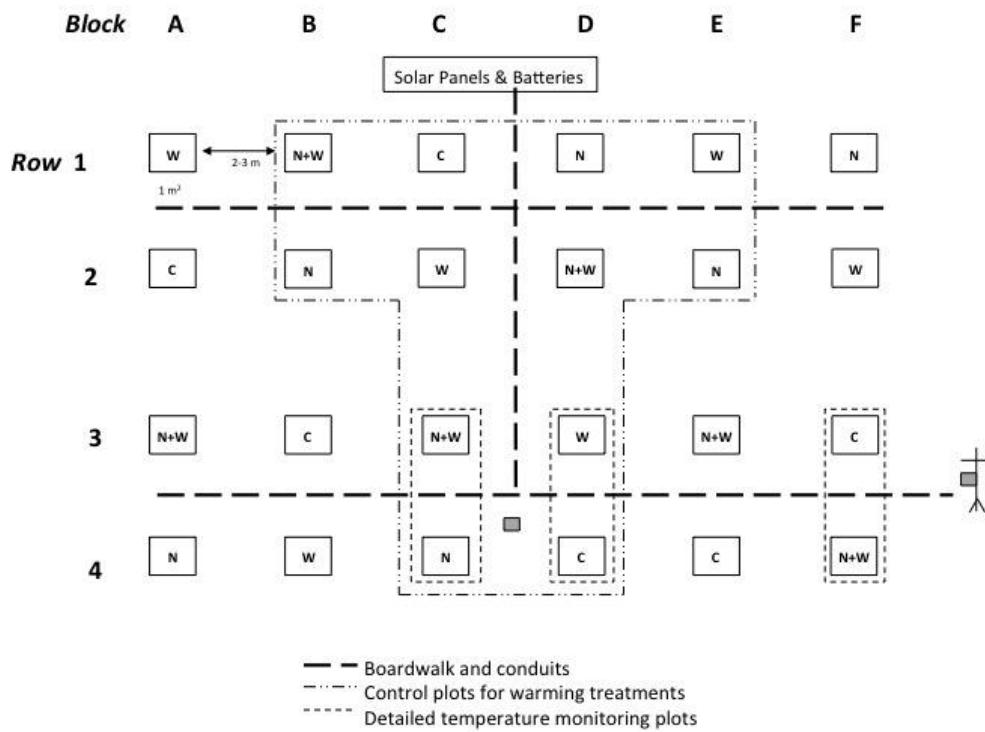 Block A B C D E F
Solar Panels & Batteries
Row 1 W N+W C N W N
2-3 m
1 m²
2 C N W N+W N W
3 N+W C N+W W N+W C
4 N W N C C N+W
Boardwalk and conduits
Control plots for warming treatments
Detailed temperature monitoring plots